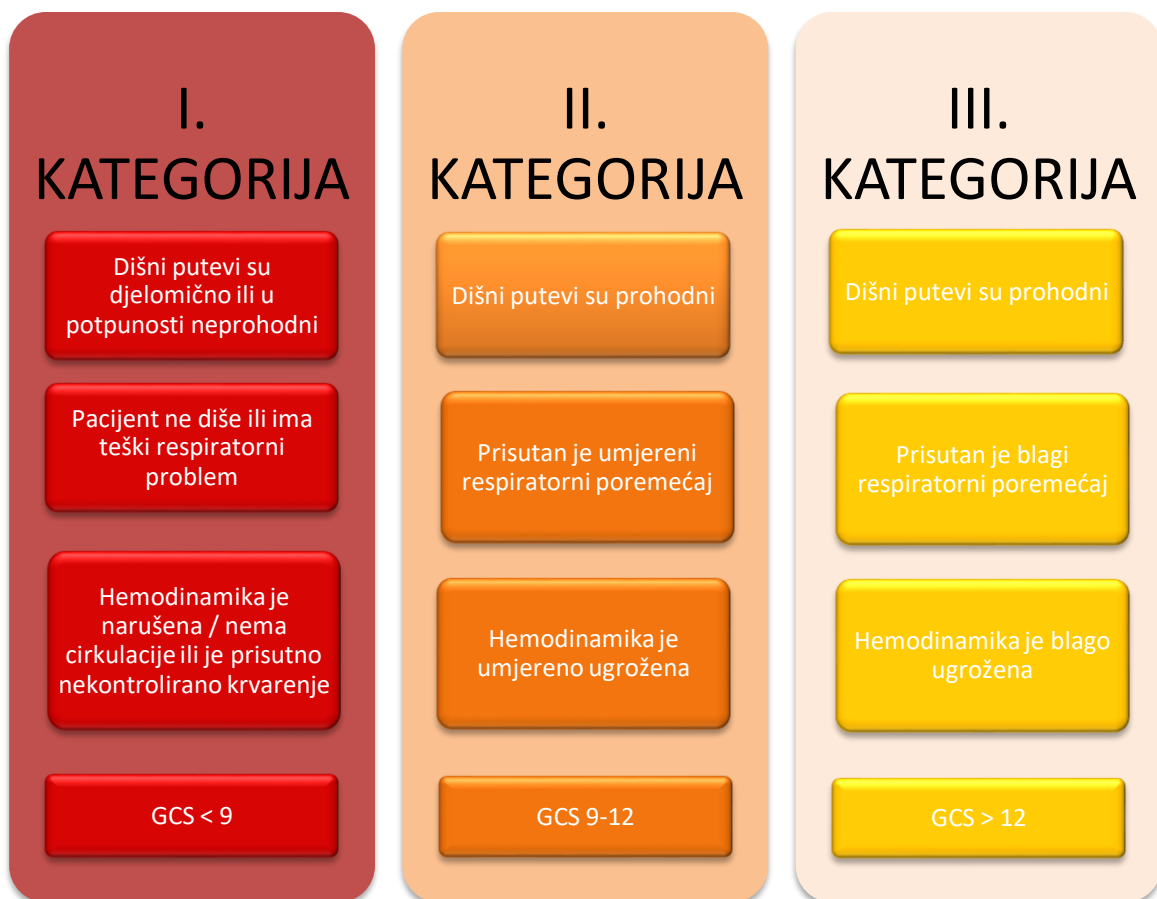 I.
KATEGORIJA
Dišni putevi su
djelomično ili u
potpunosti neprohodni
Pacijent ne diše ili ima
teški respiratorni
problem
Hemodinamika je
narušena / nema
cirkulacije ili je prisutno
nekontrolirano krvarenje
GCS < 9
II.
KATEGORIJA
Dišni putevi su prohodni
Prisutan je umjereni
respiratorni poremećaj
Hemodinamika je
umjereno ugrožena
GCS 9-12
III.
KATEGORIJA
Dišni putevi su prohodni
Prisutan je blagi
respiratorni poremećaj
Hemodinamika je blago
ugrožena
GCS > 12